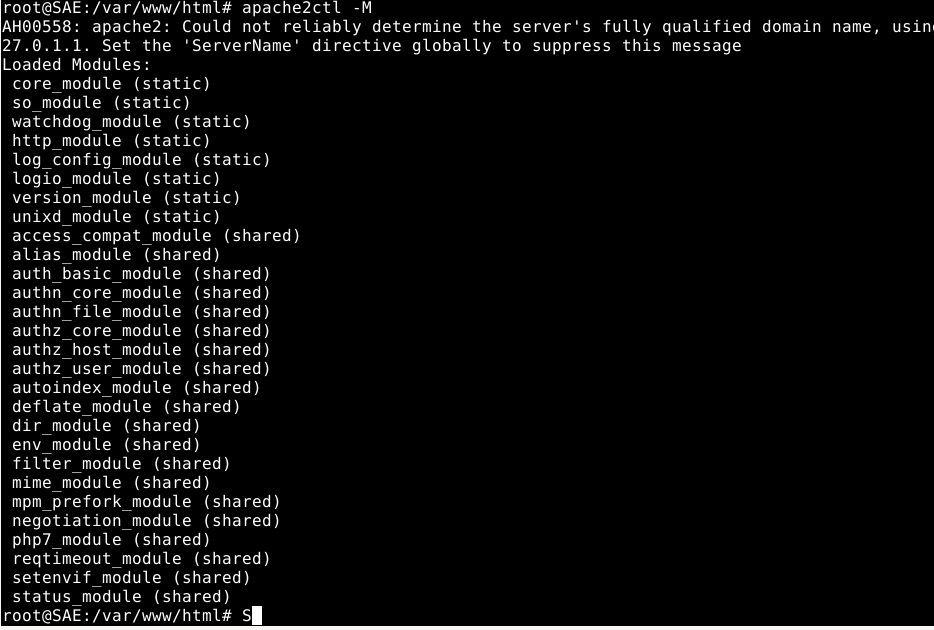 root@SAE:/var/www/html# apache2ctl -M
AH00558: apache2: Could not reliably determine the server's fully qualified domain name, usin
27.0.1.1. Set the 'ServerName' directive globally to suppress this message
Loaded Modules:
core_module (static)
so_module (static)
watchdog_module (static)
http_module (static)
log_config_module (static)
logio_module (static)
version_module (static)
unixd_module (static)
access_compat_module (shared)
alias_module (shared)
auth_basic_module (shared)
authn_core_module (shared)
authn_file_module (shared)
authz_core_module (shared)
authz_host_module (shared)
authz_user_module (shared)
autoindex_module (shared)
deflate_module (shared)
dir_module (shared)
env_module (shared)
filter_module (shared)
mime_module (shared)
mpm_prefork_module (shared)
negotiation_module (shared)
php7_module (shared)
reqtimeout_module (shared)
setenvif_module (shared)
status_module (shared)
root@SAE:/var/www/html# S